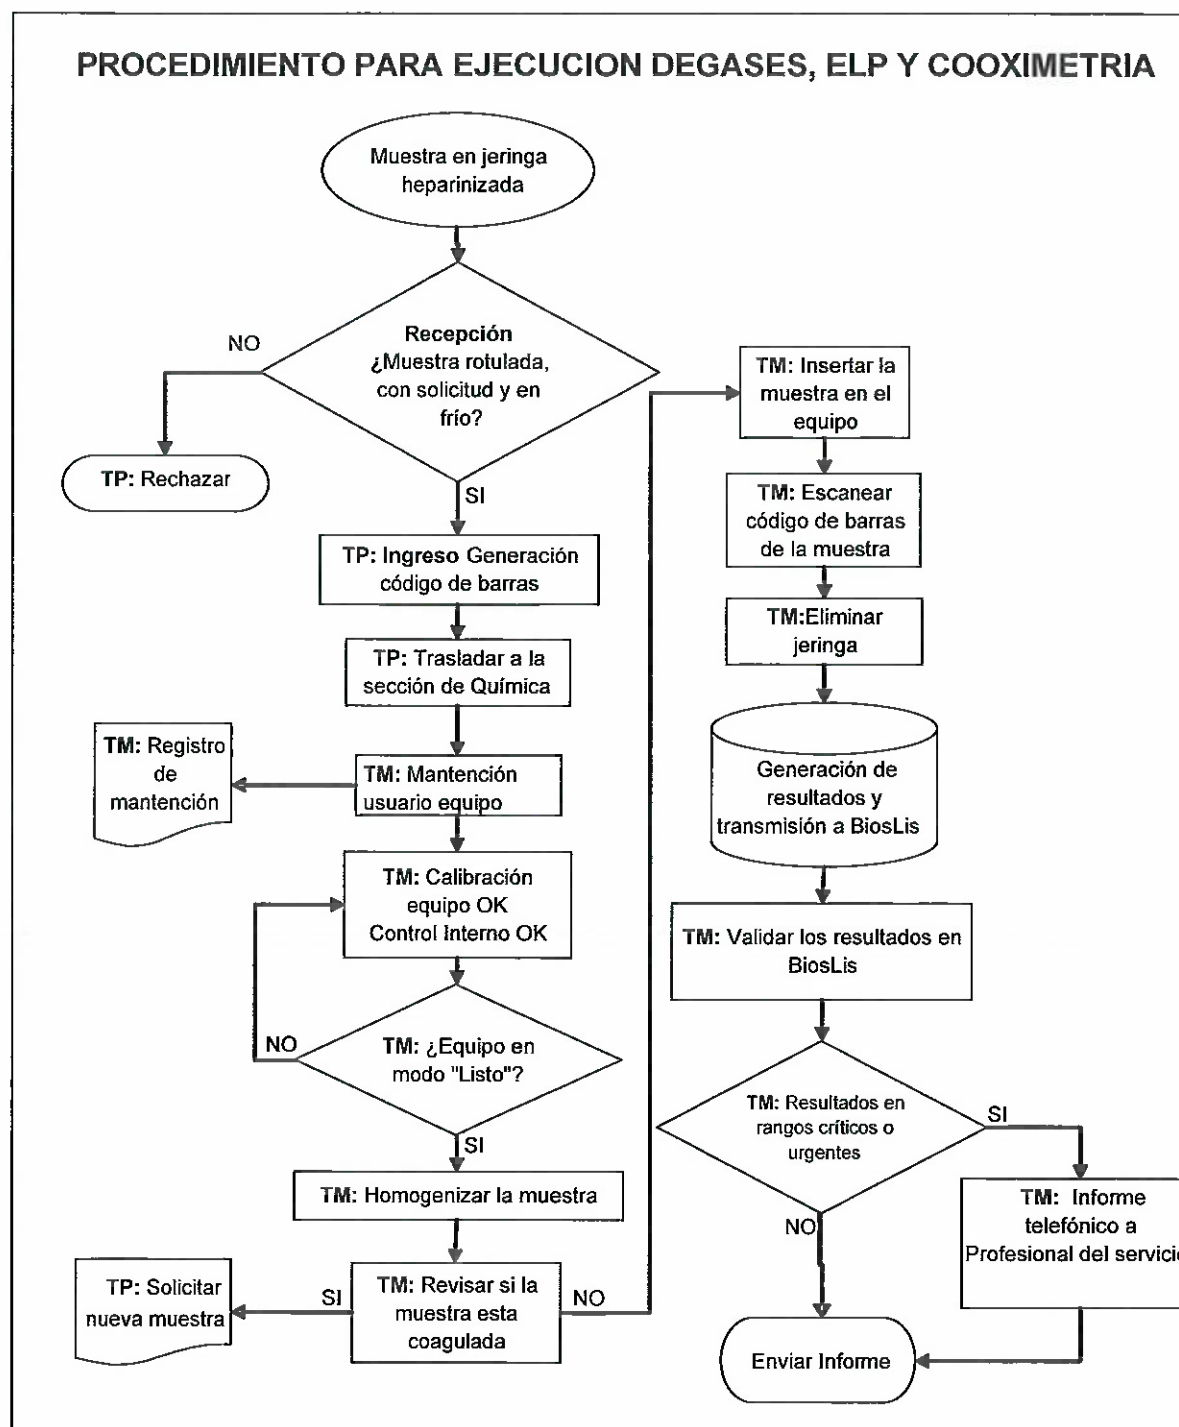 PROCEDIMIENTO PARA EJECUCION DEGASES, ELP Y COOXIMETRIA
Muestra en jeringa
heparinizada
Recepción
¿Muestra rotulada,
con solicitud y en
frío?
NO
TP: Rechazar
SI
TP: Ingreso Generación
código de barras
TP: Trasladar a la
sección de Química
TM: Mantención
usuario equipo
TM: Registro
de
mantención
TM: Calibración
equipo OK
Control Interno OK
TM: ¿Equipo en
modo "Listo"?
NO
SI
TM: Homogenizar la muestra
TM: Revisar si la
muestra esta
coagulada
SI
TP: Solicitar
nueva muestra
NO
TM: Insertar la
muestra en el
equipo
TM: Escanear
código de barras
de la muestra
TM:Eliminar
jeringa
Generación de
resultados y
transmisión a BiosLis
TM: Validar los resultados en
BiosLis
TM: Resultados en
rangos críticos o
urgentes
SI
TM: Informe
telefónico a
Profesional del servicio
NO
Enviar Informe